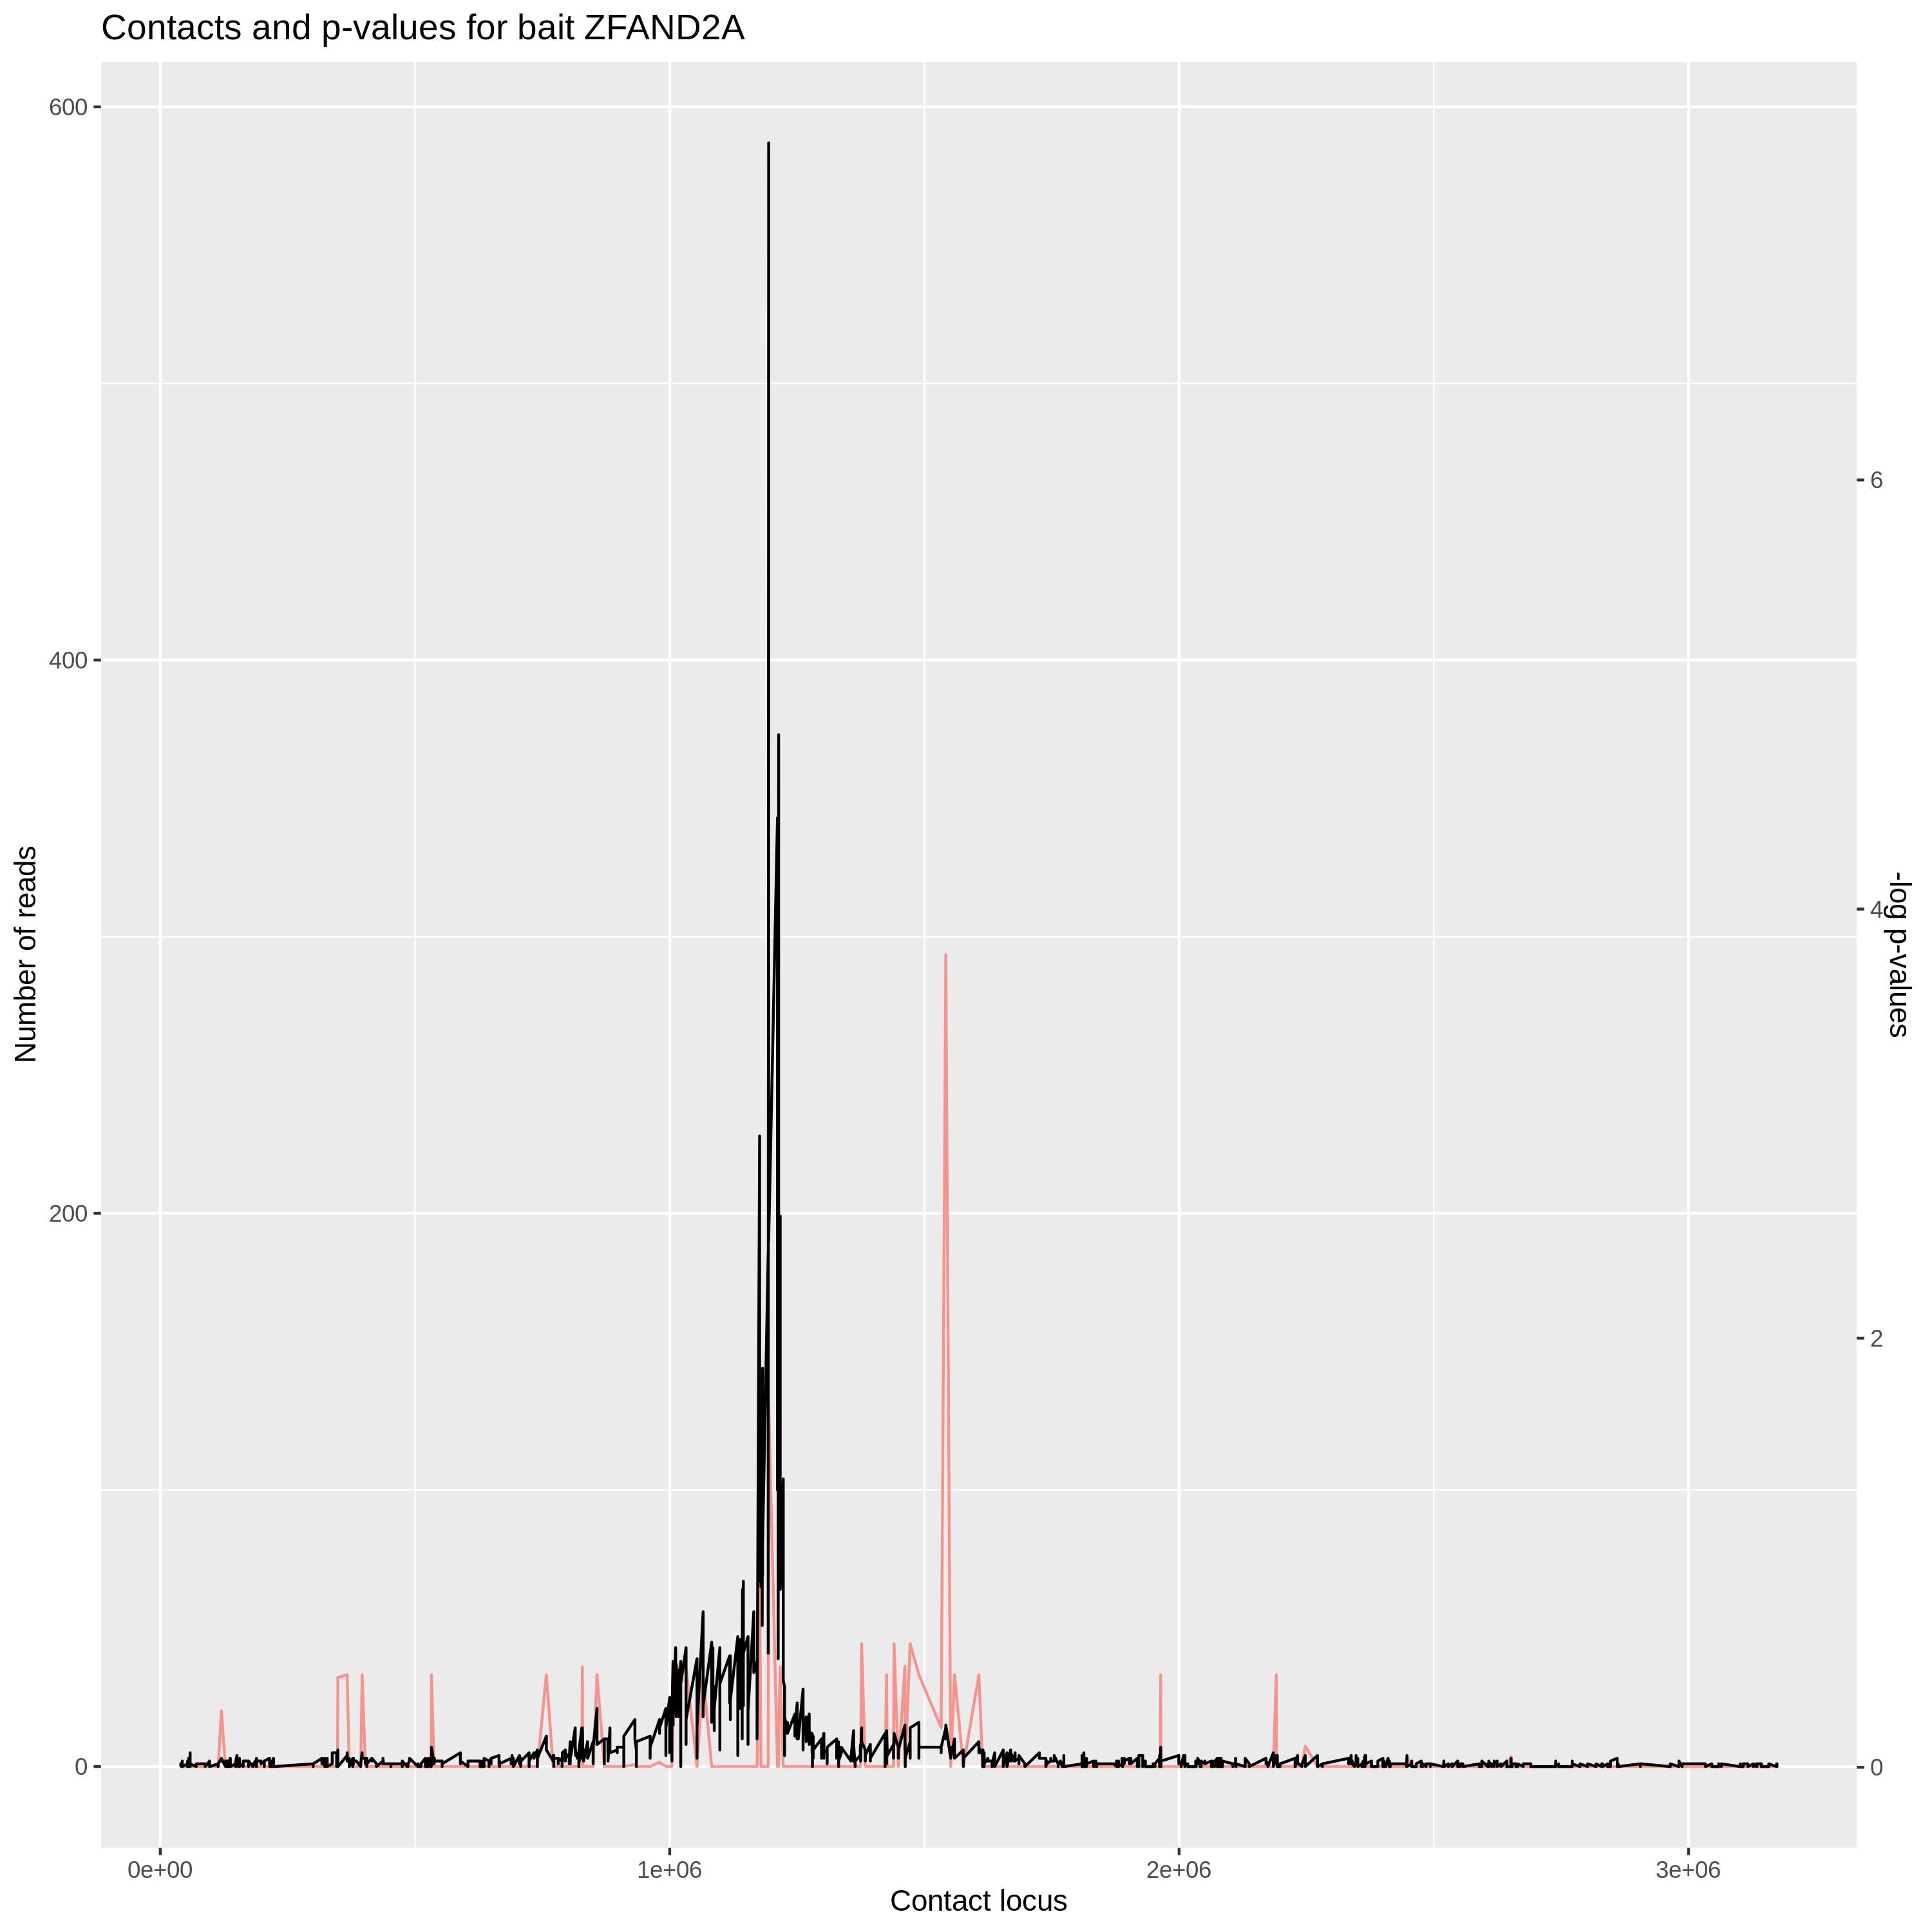 Contacts and p-values for bait ZFAND2A
600
400
200
0
Number of reads
6
4
2
0
-log p-values
0e+00
1e+06
2e+06
3e+06
Contact locus